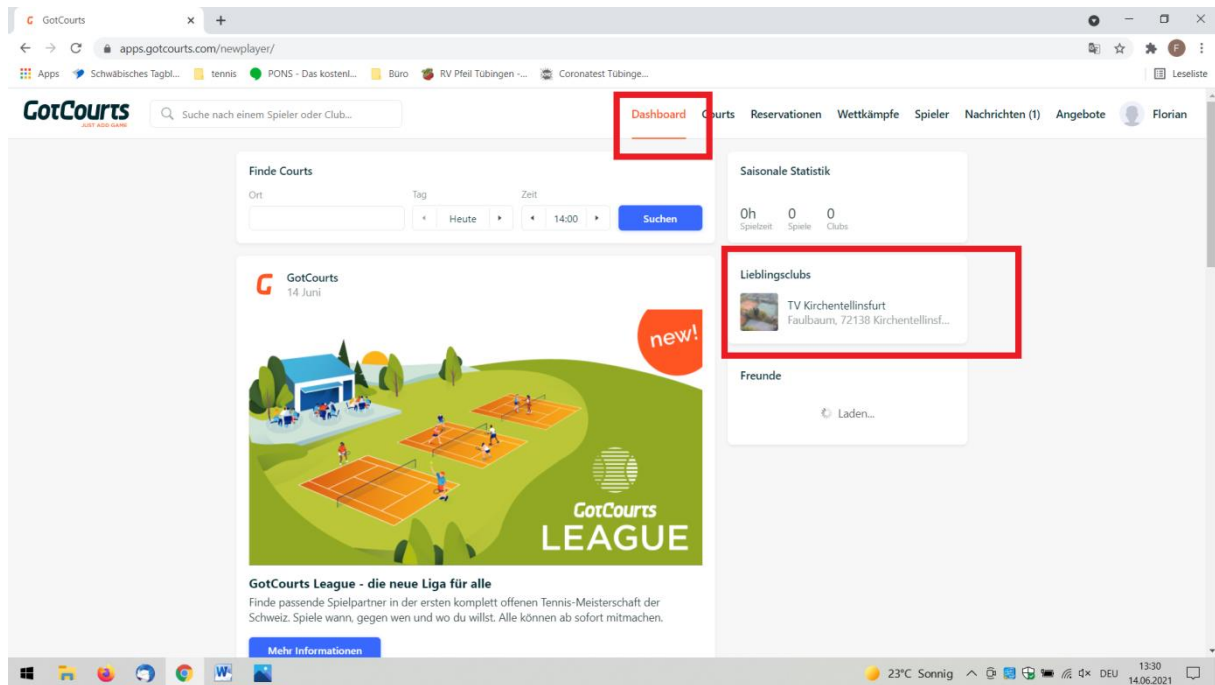 GotCourts
apps.gotcourts.com/newplayer/
Apps Schwäbisches Tagbl... tennis PONS - Das kostenl... Büro RV Pfeil Tübingen -... Coronatest Tübinge... Leseliste
GotCourts
JUST ADD GAME
Suche nach einem Spieler oder Club...
Dashboard Courts Reservationen Wettkämpfe Spieler Nachrichten (1) Angebote Florian
Finde Courts
Ort Tag Zeit
Heute 14:00 Suchen
Saisonale Statistik
0h 0 0
Spielzeit Spiele Clubs
GotCourts
14 Juni
Lieblingsclubs
TV Kirchentellinsfurt
Faulbaum, 72138 Kirchentellinsf...
Freunde
Laden...
new!
GotCourts
LEAGUE
GotCourts League - die neue Liga für alle
Finde passende Spielpartner in der ersten komplett offenen Tennis-Meisterschaft der
Schweiz. Spiele wann, gegen wen und wo du willst. Alle können ab sofort mitmachen.
Mehr Informationen
23°C Sonnig DEU 13:30
14.06.2021